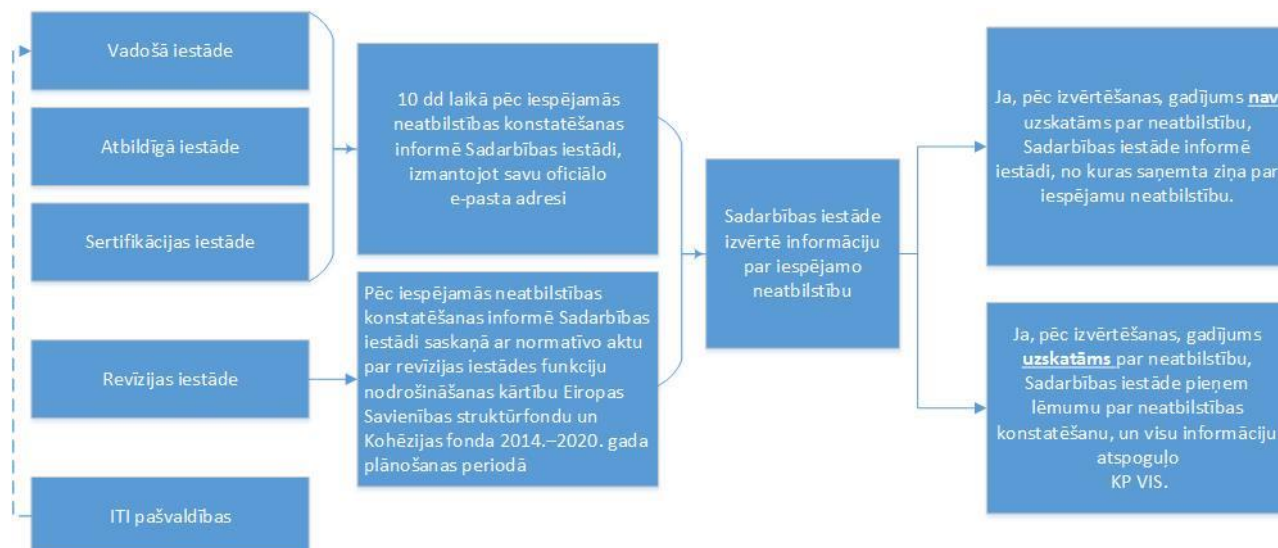 Vadošā iestāde
Atbildīgā iestāde
Sertifikācijas iestāde
Revīzijas iestāde
ITI pašvaldības
10 dd laikā pēc iespējamās
neatbilstības konstatēšanas
informē Sadarbības iestādi,
izmantojot savu oficiālo
e-pasta adresi
Pēc iespējamās neatbilstības
konstatēšanas informē Sadarbības
iestādi saskaņā ar normatīvo aktu
par revīzijas iestādes funkciju
nodrošināšanas kārtību Eiropas
Savienības struktūrfondu un
Kohēzijas fonda 2014.–2020. gada
plānošanas periodā
Sadarbības iestāde
izvērtē informāciju
par iespējamo
neatbilstību
Ja, pēc izvērtēšanas, gadījums nav
uzskatāms par neatbilstību,
Sadarbības iestāde informē
iestādi, no kuras saņemta ziņa par
iespējamu neatbilstību.
Ja, pēc izvērtēšanas, gadījums
uzskatāms par neatbilstību,
Sadarbības iestāde pieņem
lēmumu par neatbilstības
konstatēšanu, un visu informāciju
atspoguļo
KP VIS.